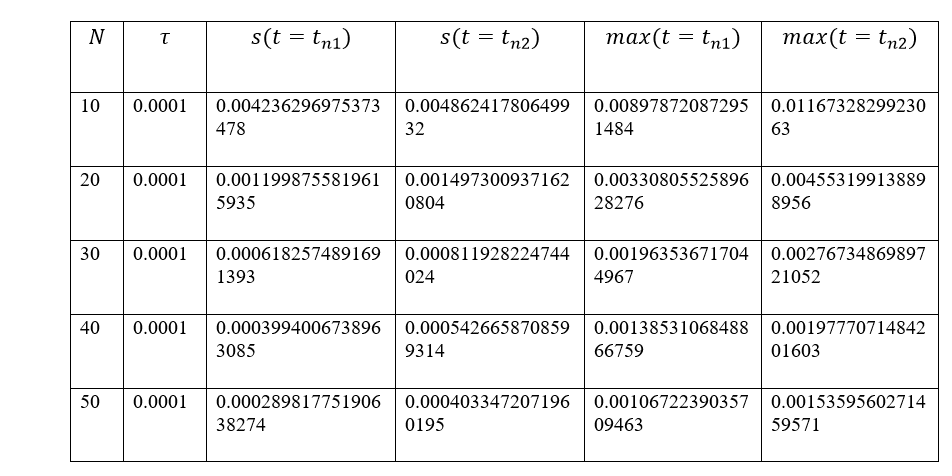 N τ s(t = tn1) s(t = tn2) max(t = tn1) max(t = tn2)
10 0.0001 0.004236296975373 0.004862417806499 0.00897872087295 0.01167328299230
478 32 1484 63
20 0.0001 0.001199875581961 0.001497300937162 0.00330805525896 0.00455319913889
5935 0804 28276 8956
30 0.0001 0.000618257489169 0.000811928224744 0.00196353671704 0.00276734869897
1393 024 4967 21052
40 0.0001 0.000399400673896 0.000542665870859 0.00138531068488 0.00197770714842
3085 9314 66759 01603
50 0.0001 0.000289817751906 0.000403347207196 0.00106722390357 0.00153595602714
38274 0195 09463 59571